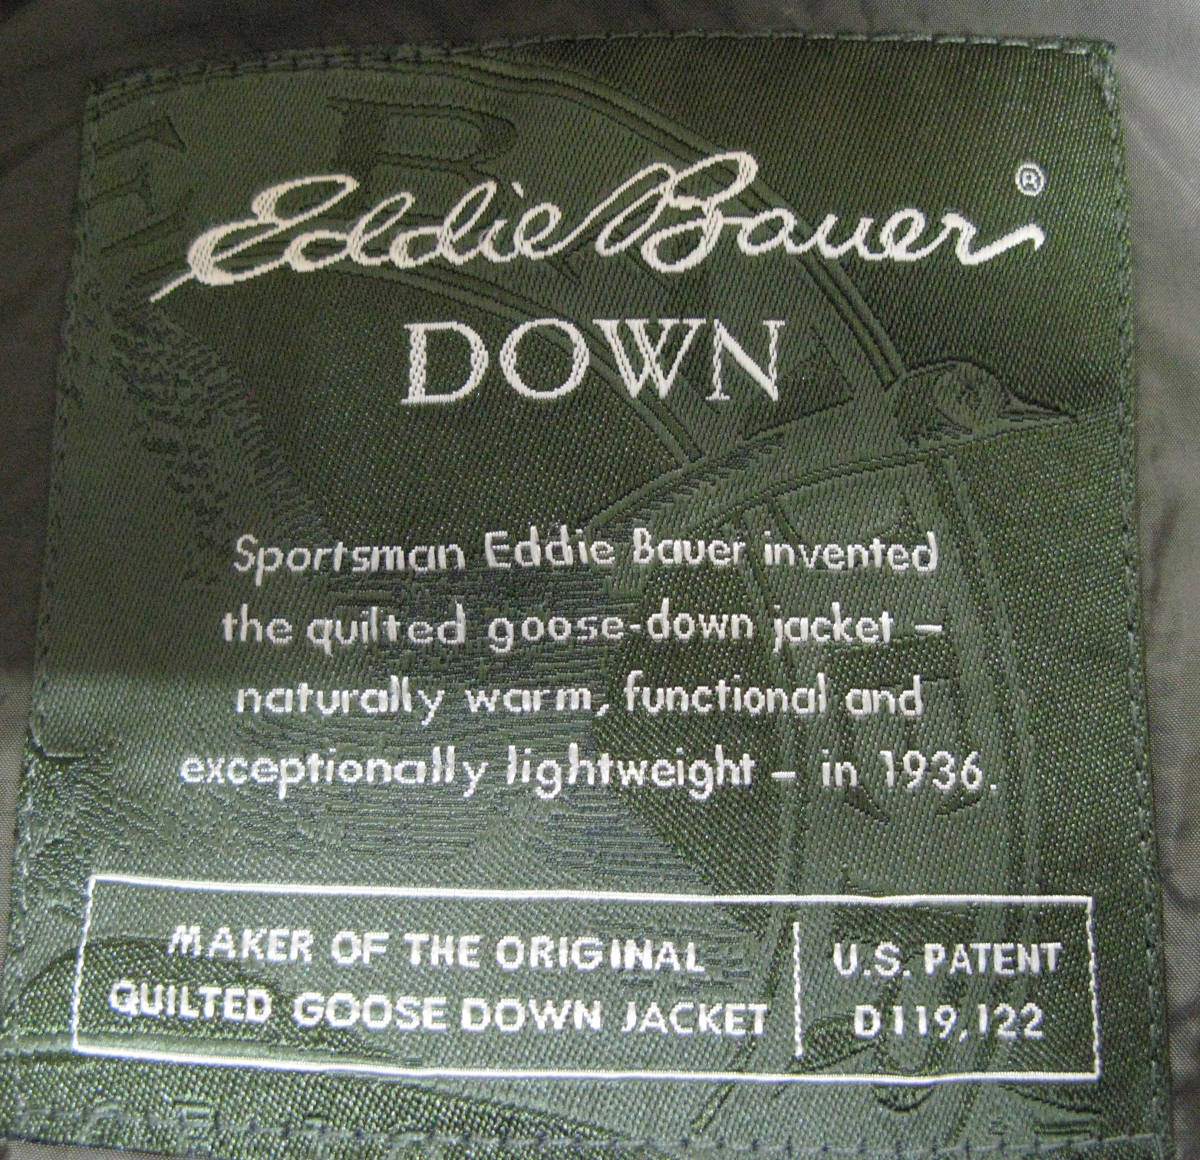 Eddie Bauer®
DOWN
Sportsman Eddie Bauer invented
the quilted goose-down jacket –
naturally warm, functional and
exceptionally lightweight – in 1936.
MAKER OF THE ORIGINAL
QUILTED GOOSE DOWN JACKET
U.S. PATENT
D119,122